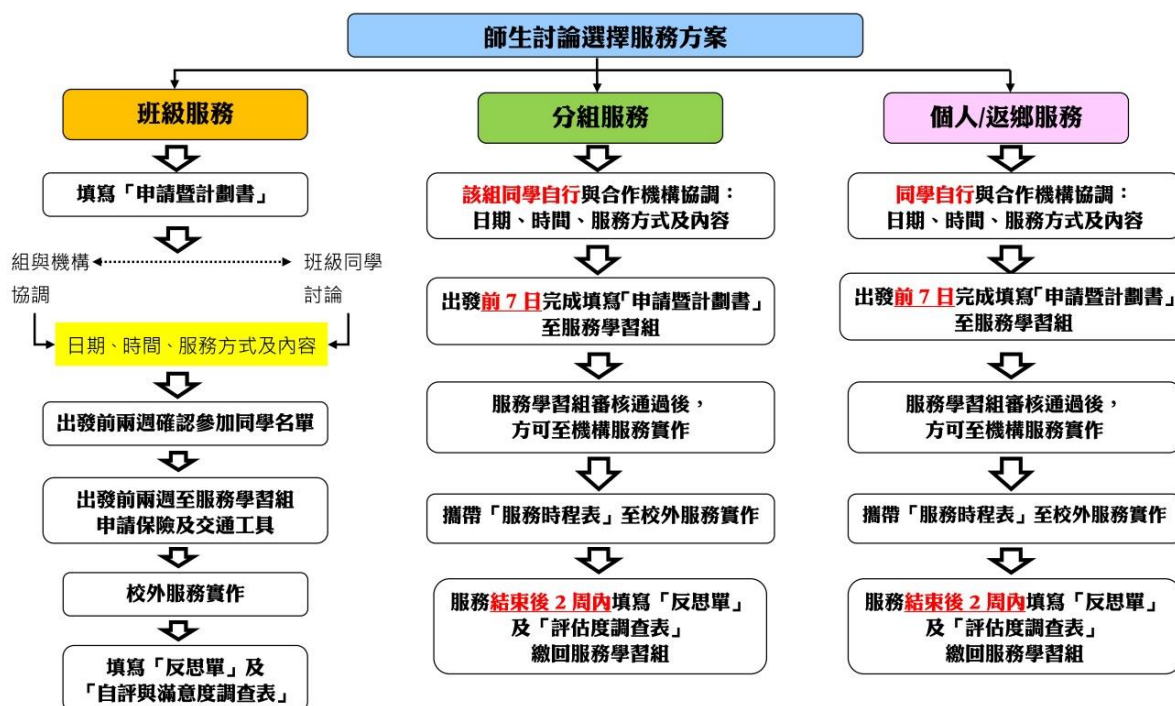 師生討論選擇服務方案
班級服務
填寫「申請暨計劃書」
組與機構
協調
班級同學
討論
日期、時間、服務方式及內容
出發前兩週確認參加同學名單
出發前兩週至服務學習組
申請保險及交通工具
校外服務實作
填寫「反思單」及
「自評與滿意度調查表」
分組服務
該組同學自行與合作機構協調：
日期、時間、服務方式及內容
出發前 7 日完成填寫「申請暨計劃書」
至服務學習組
服務學習組審核通過後，
方可至機構服務實作
攜帶「服務時程表」至校外服務實作
服務結束後 2 周內填寫「反思單」
及「評估度調查表」
繳回服務學習組
個人/返鄉服務
同學自行與合作機構協調：
日期、時間、服務方式及內容
出發前 7 日完成填寫「申請暨計劃書」
至服務學習組
服務學習組審核通過後，
方可至機構服務實作
攜帶「服務時程表」至校外服務實作
服務結束後 2 周內填寫「反思單」
及「評估度調查表」
繳回服務學習組